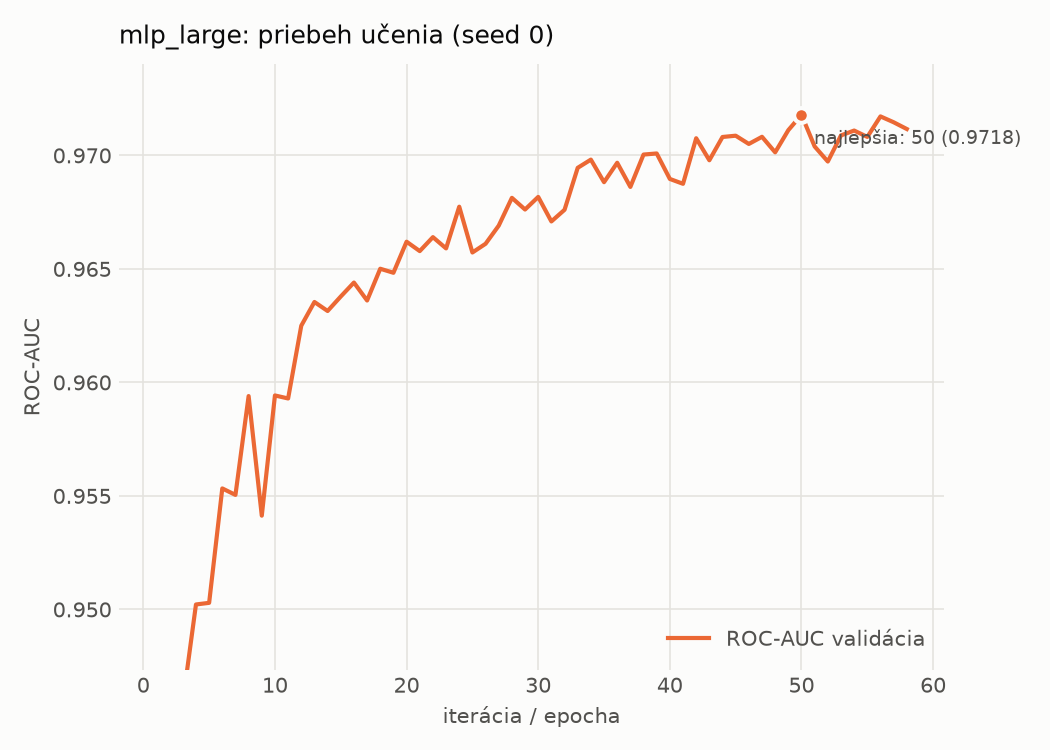 mlp_large: priebeh učenia (seed 0)
najlepšia: 50 (0.9718)
0.970
0.965
0.960
0.955
0.950
ROC-AUC
ROC-AUC validácia
0 10 20 30 40 50 60
iterácia / epocha